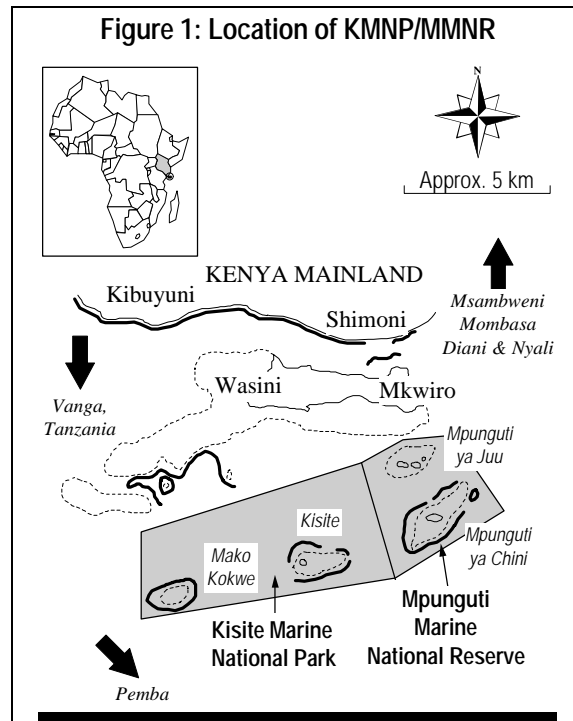 Figure 1: Location of KMNP/MMNR
N
Approx. 5 km
KENYA MAINLAND
Kibuyuni
Shimoni
Msambweni
Mombasa
Diani & Nyali
Wasini
Mkwiro
Vanga,
Tanzania
Mpunguti
ya Juu
Kisite
Mako
Kokwe
Mpunguti
ya Chini
Kisite Marine
National Park
Mpunguti
Marine
National Reserve
Pemba